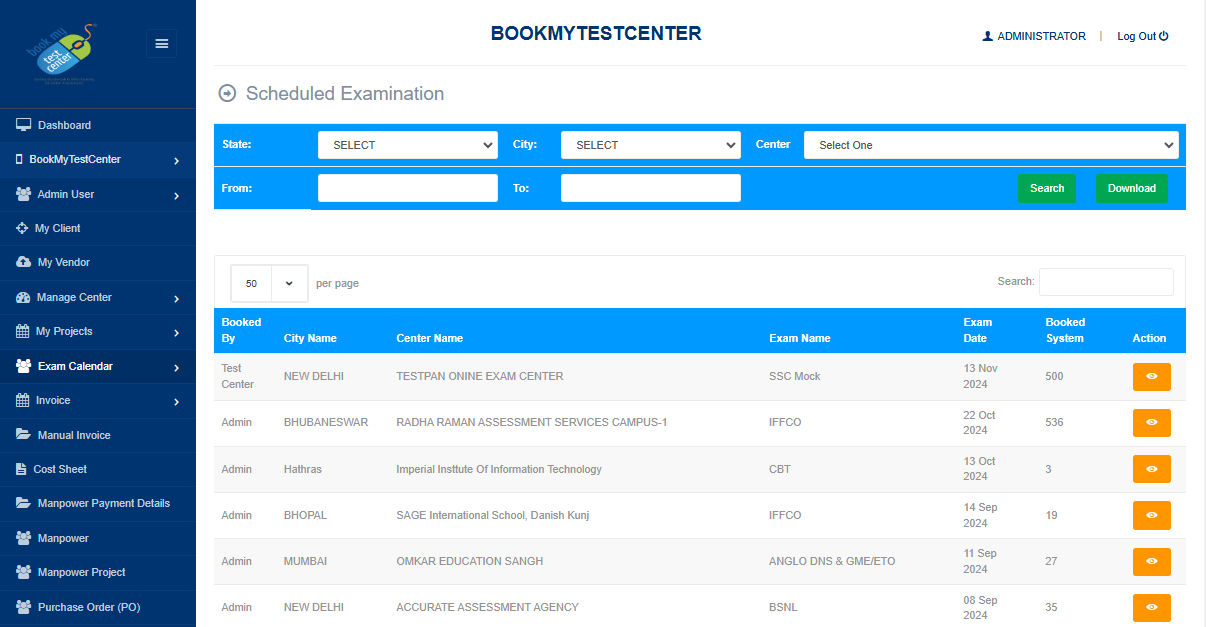 book my
test
center
BOOKMYTESTCENTER
ADMINISTRATOR | Log Out
Scheduled Examination
State: SELECT City: SELECT Center Select One
From: To: Search Download
50 per page Search:
Booked By City Name Center Name Exam Name Exam Date Booked System Action
Test Center NEW DELHI TESTPAN ONINE EXAM CENTER SSC Mock 13 Nov 2024 500
Admin BHUBANESWAR RADHA RAMAN ASSESSMENT SERVICES CAMPUS-1 IFFCO 22 Oct 2024 536
Admin Hathras Imperial Insttute Of Information Technology CBT 13 Oct 2024 3
Admin BHOPAL SAGE International School, Danish Kunj IFFCO 14 Sep 2024 19
Admin MUMBAI OMKAR EDUCATION SANGH ANGLO DNS & GME/ETO 11 Sep 2024 27
Admin NEW DELHI ACCURATE ASSESSMENT AGENCY BSNL 08 Sep 2024 35
Dashboard
BookMyTestCenter
Admin User
My Client
My Vendor
Manage Center
My Projects
Exam Calendar
Invoice
Manual Invoice
Cost Sheet
Manpower Payment Details
Manpower
Manpower Project
Purchase Order (PO)